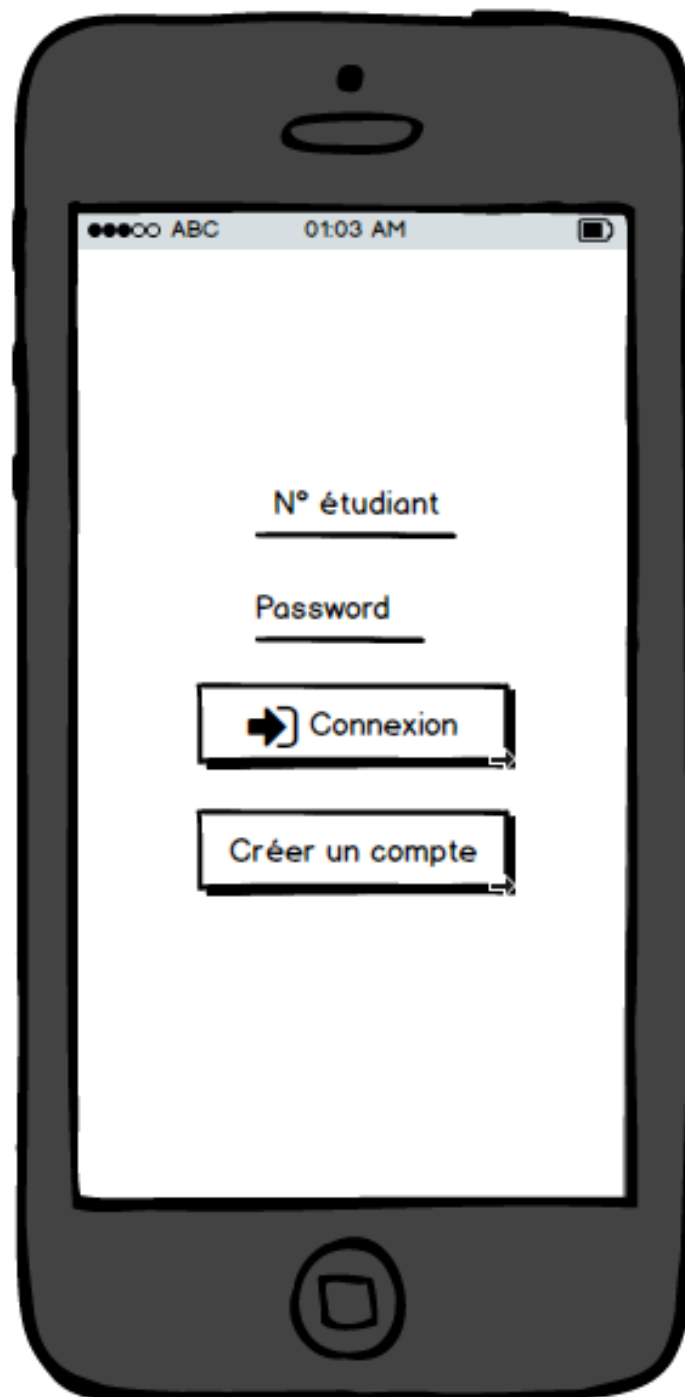 ABC 01:03 AM
N° étudiant
Password
Connexion
Créer un compte